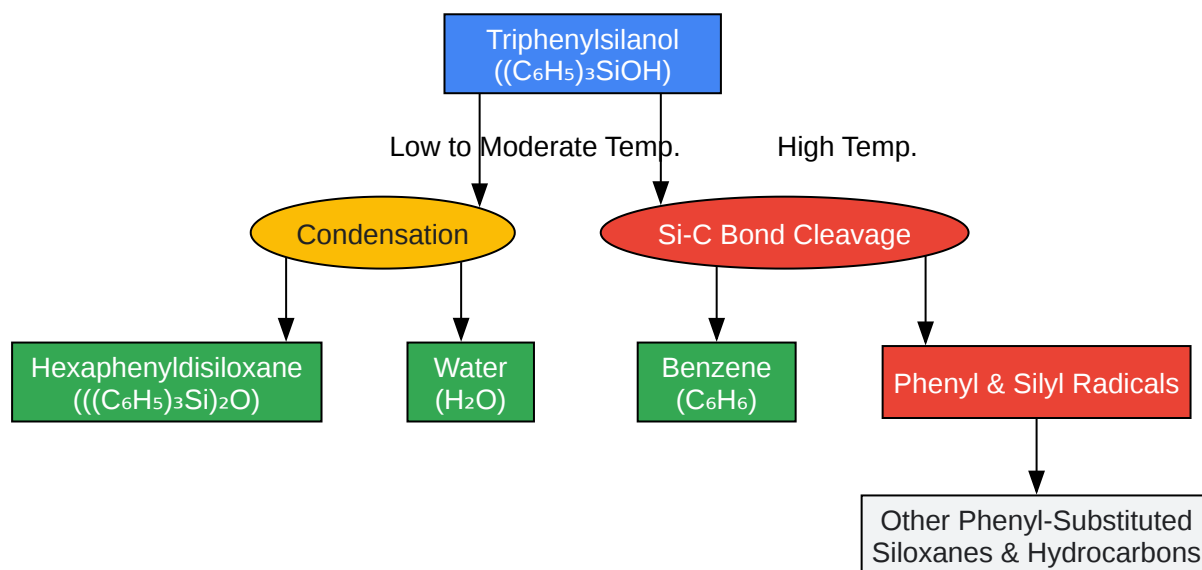 Triphenylsilanol
((C₆H₅)₃SiOH)
Low to Moderate Temp.
High Temp.
Condensation
Si-C Bond Cleavage
Hexaphenyldisiloxane
(((C₆H₅)₃Si)₂O)
Water
(H₂O)
Benzene
(C₆H₆)
Phenyl & Silyl Radicals
Other Phenyl-Substituted
Siloxanes & Hydrocarbons